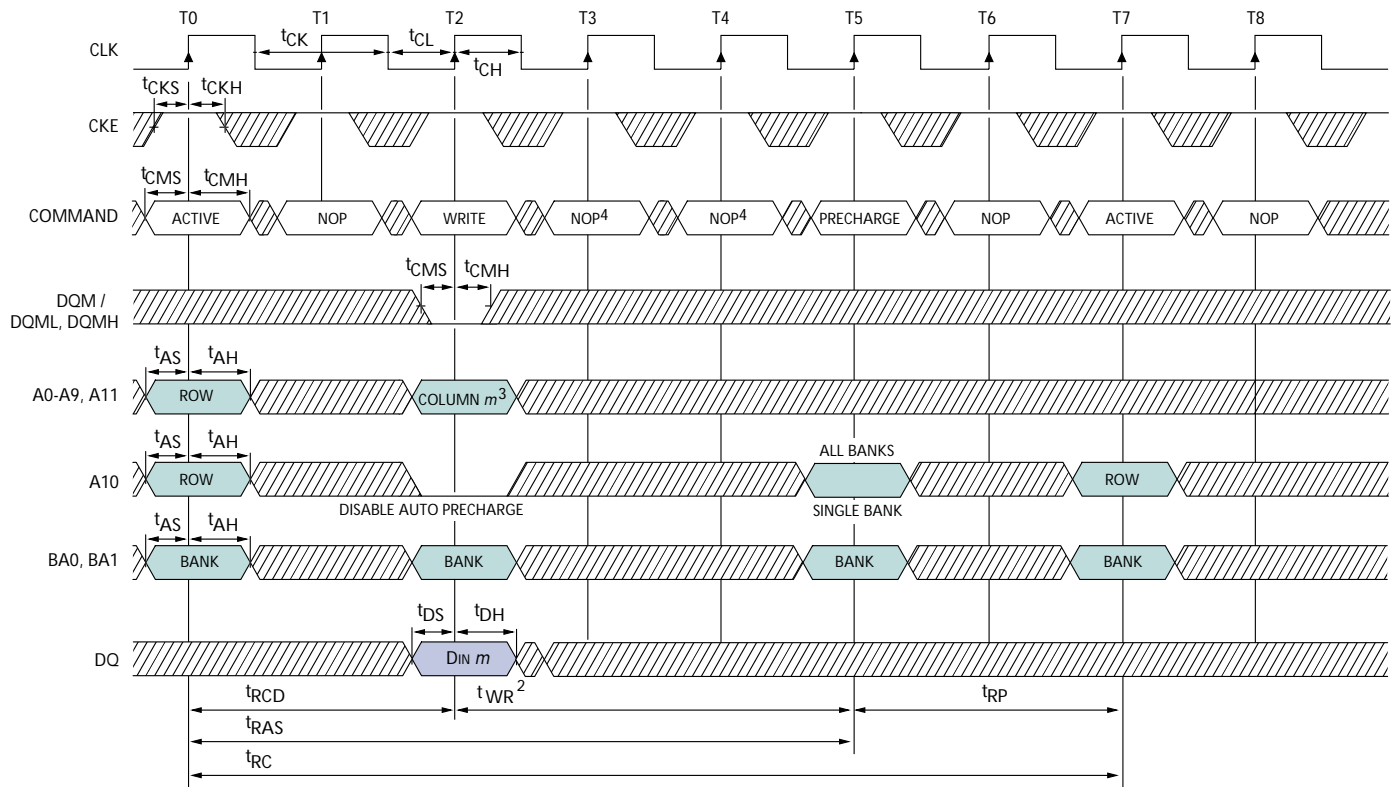 T0 T1 T2 T3 T4 T5 T6 T7 T8
CLK
tCK tCL
tCH
tCKS tCKH
CKE
tCMS tCMH
COMMAND ACTIVE NOP WRITE NOP4 NOP4 PRECHARGE NOP ACTIVE NOP
tCMS tCMH
DQM /
DQML, DQMH
tAS tAH
A0-A9, A11 ROW COLUMN m3
tAS tAH
ALL BANKS
A10 ROW ROW
DISABLE AUTO PRECHARGE SINGLE BANK
tAS tAH
BA0, BA1 BANK BANK BANK BANK
tDS tDH
DQ DIN m
tRCD tWR2 tRP
tRAS
tRC